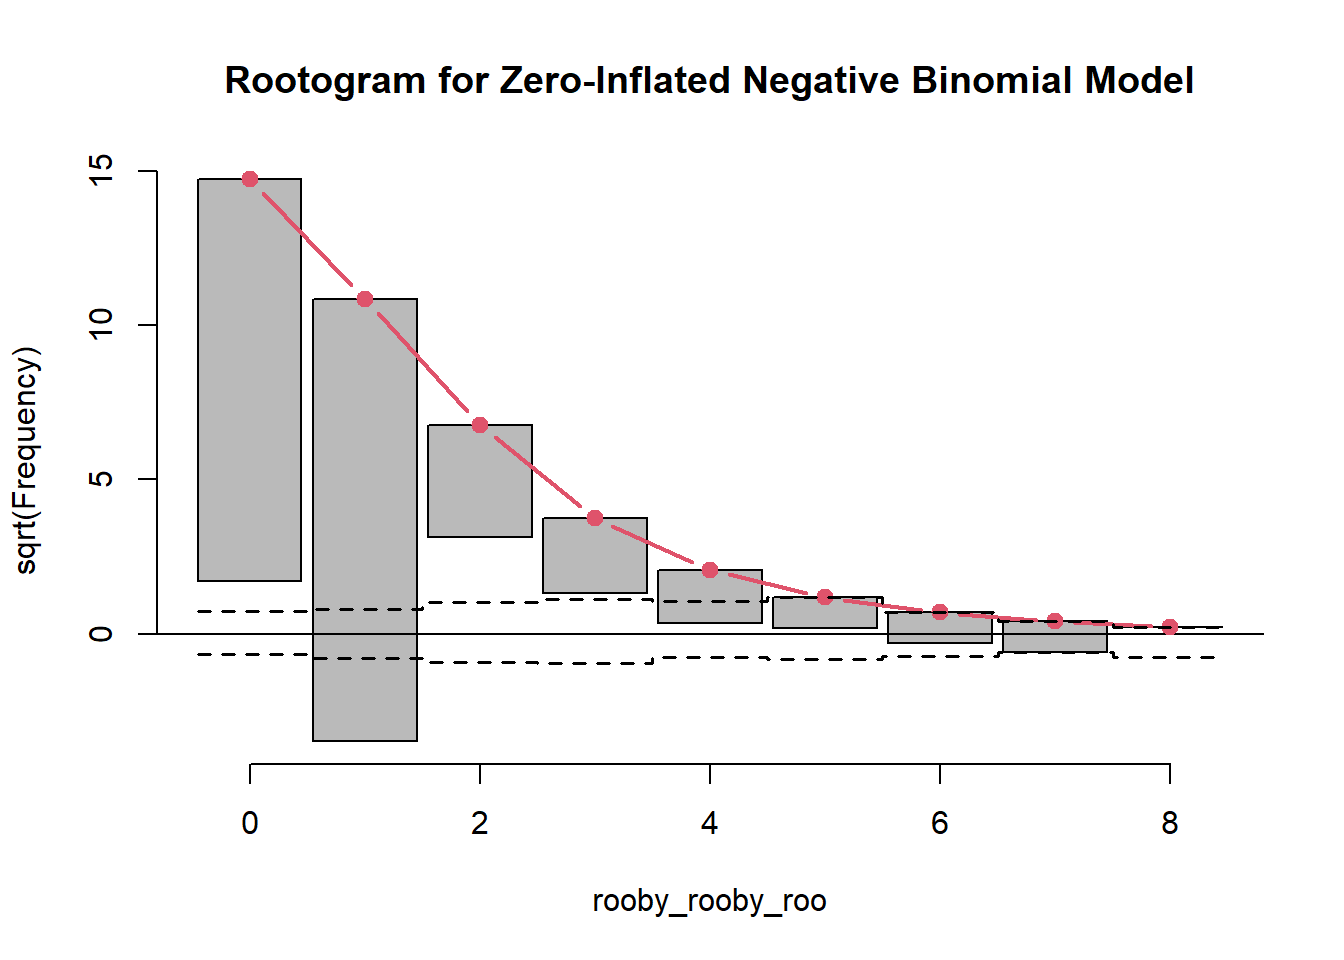 Rootogram for Zero-Inflated Negative Binomial Model
sqrt(Frequency)
15
10
5
0
0 2 4 6 8
rooby_rooby_roo